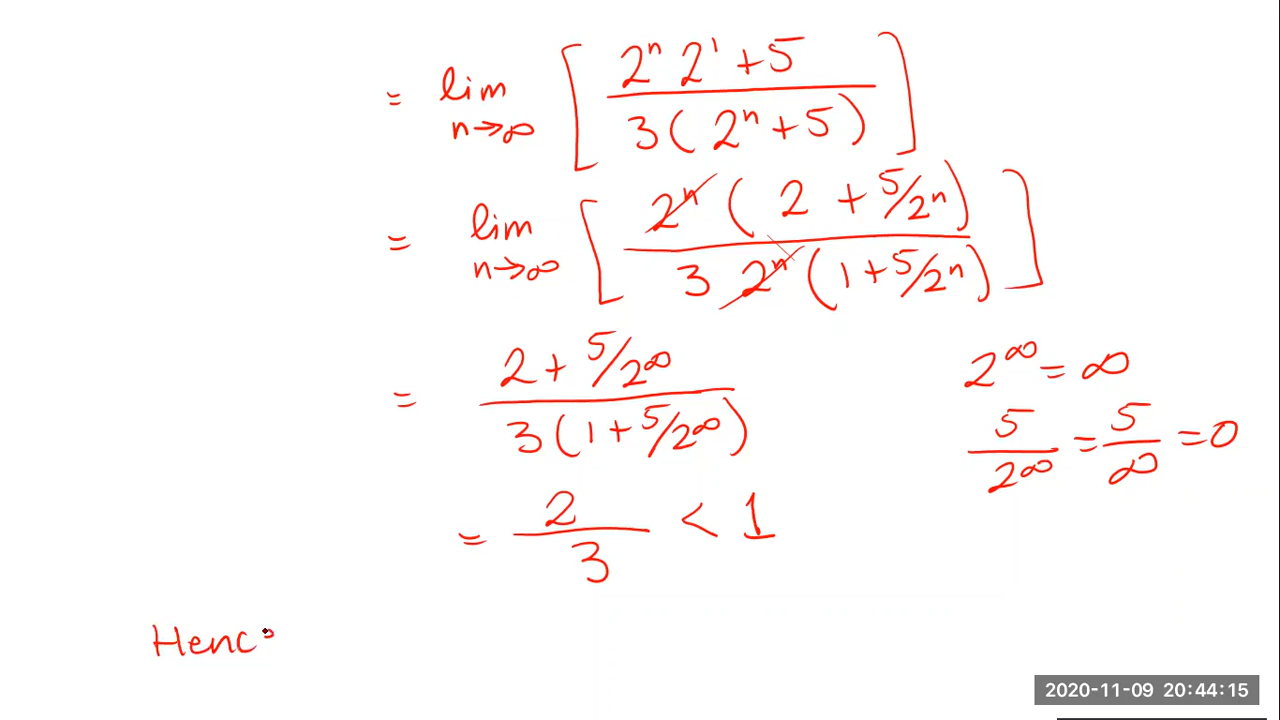 = lim n→∞ [ 2ⁿ 2¹ + 5 / 3(2ⁿ + 5) ]
= lim n→∞ [ 2ⁿ ( 2 + 5/2ⁿ ) / 3 2ⁿ ( 1 + 5/2ⁿ ) ]
= 2 + 5/2^∞ / 3(1 + 5/2^∞)
2^∞ = ∞
5/2^∞ = 5/∞ = 0
= 2/3 < 1
Henc
2020-11-09 20:44:15